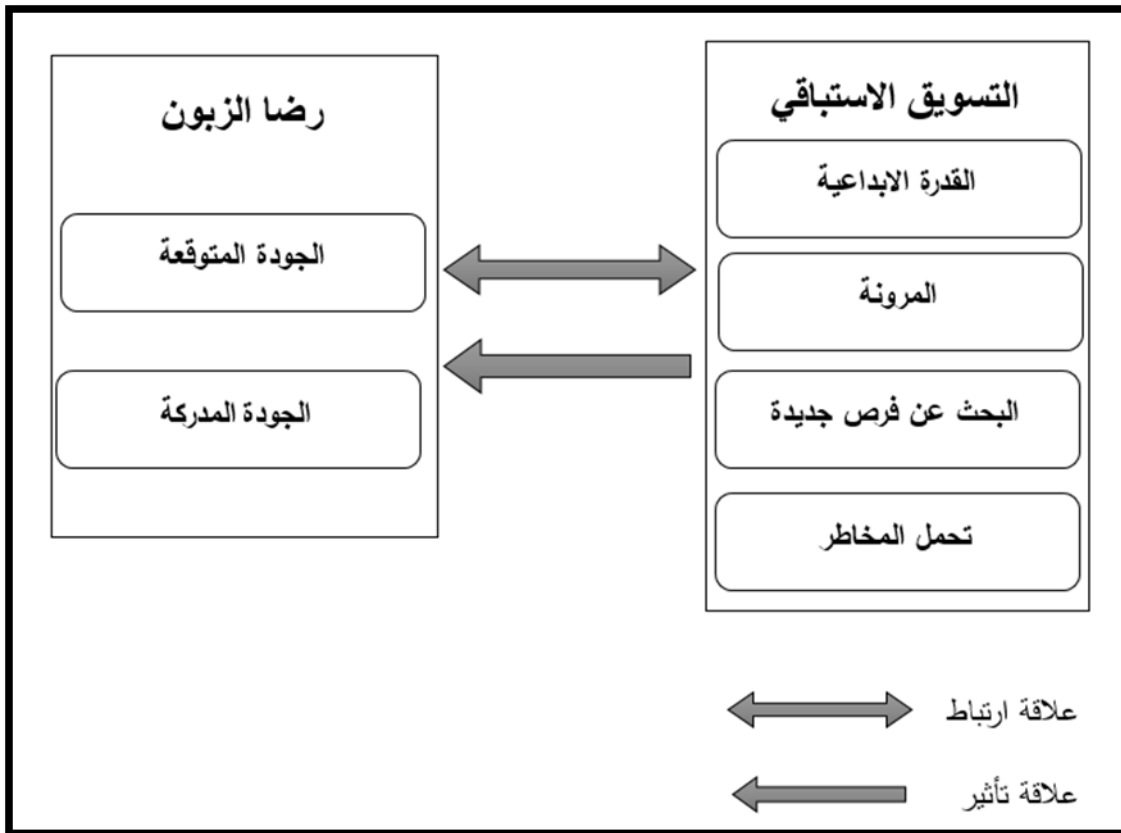 التسويق الاستباقي
القدرة الابداعية
المرونة
البحث عن فرص جديدة
تحمل المخاطر
رضا الزبون
الجودة المتوقعة
الجودة المدركة
علاقة ارتباط
علاقة تأثير